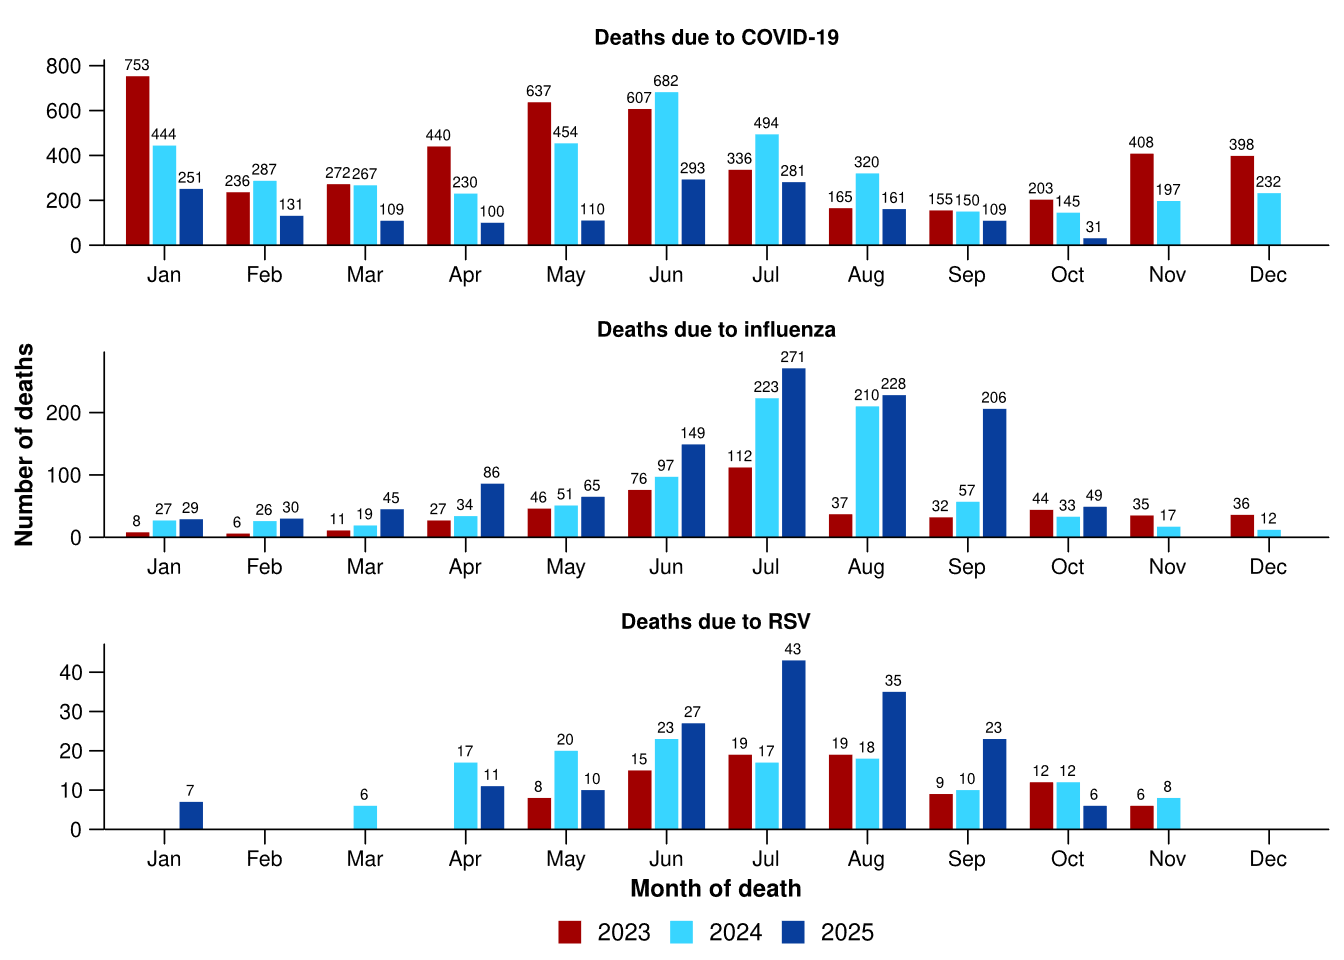 Deaths due to COVID-19
Number of deaths
800
600
400
200
0
753 444 251
236 287 131
272 267 109
440 230 100
637 454 110
607 682 293
336 494 281
165 320 161
155 150 109
203 145 31
408 197
398 232
Jan Feb Mar Apr May Jun Jul Aug Sep Oct Nov Dec
Deaths due to influenza
200
100
0
8 27 29
6 26 30
11 19 45
27 34 86
46 51 65
76 97 149
112 223 271
37 210 228
32 57 206
44 33 49
35 17
36 12
Jan Feb Mar Apr May Jun Jul Aug Sep Oct Nov Dec
Deaths due to RSV
40
30
20
10
0
7
6
17 11
8 20 10
15 23 27
19 17 43
19 18 35
9 10 23
12 12 6
6 8
Jan Feb Mar Apr May Jun Jul Aug Sep Oct Nov Dec
Month of death
2023 2024 2025